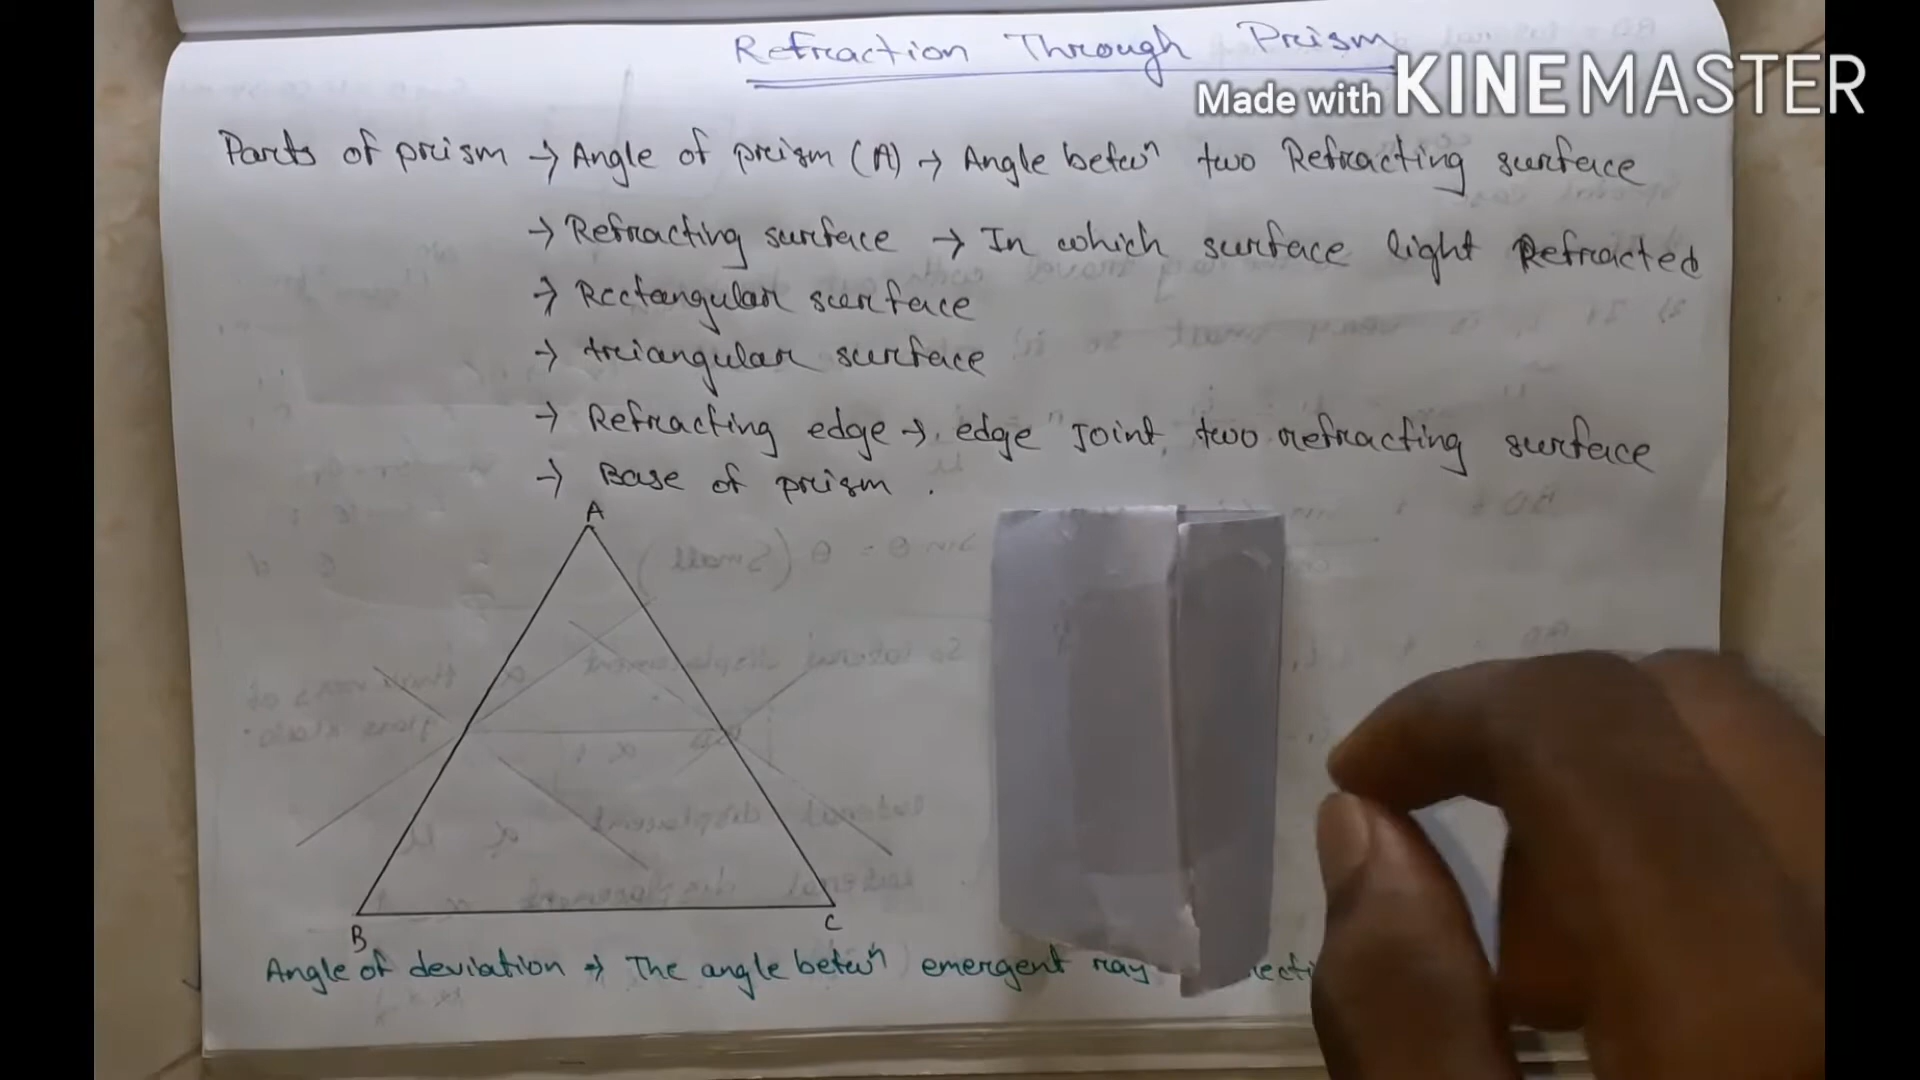 Refraction Through Prism
Made with KINEMASTER
Parts of prism → Angle of prism (A) → Angle betwⁿ two Refracting surface
→ Refracting surface → In which surface light Refracted
→ Rectangular surface
→ triangular surface
→ Refracting edge → edge Joint two refracting surface
→ Base of prism.
A
B
C
Angle of deviation → The angle betwⁿ emergent ray